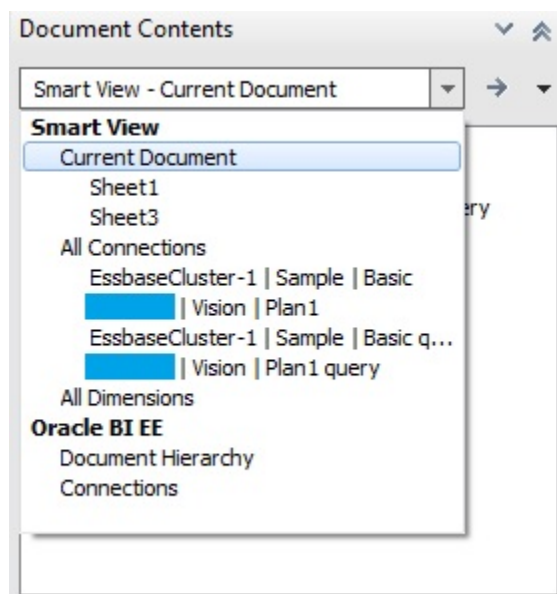 Document Contents
Smart View - Current Document
Smart View
Current Document
Sheet1
Sheet3
ery
All Connections
EssbaseCluster-1 | Sample | Basic
| Vision | Plan1
EssbaseCluster-1 | Sample | Basic q...
| Vision | Plan1 query
All Dimensions
Oracle BI EE
Document Hierarchy
Connections